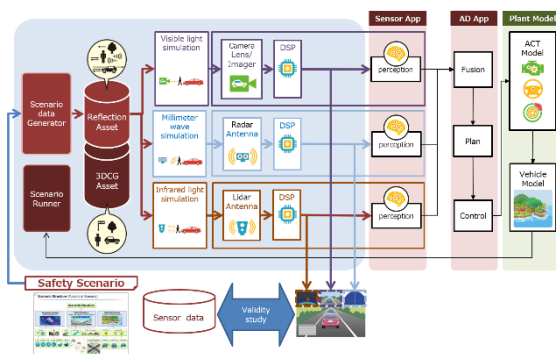 Sensor App
AD App
Plant Model
Visible light
simulation
Camera
Lens/
Imager
DSP
perception
Fusion
ACT
Model
Scenario
data
Generator
Reflection
Asset
Millimeter
wave
simulation
Radar
Antenna
DSP
perception
Plan
3DCG
Asset
Scenario
Runner
Infrared light
simulation
Lidar
Antenna
DSP
perception
Control
Vehicle
Model
Safety Scenario
Sensor data
Validity
study